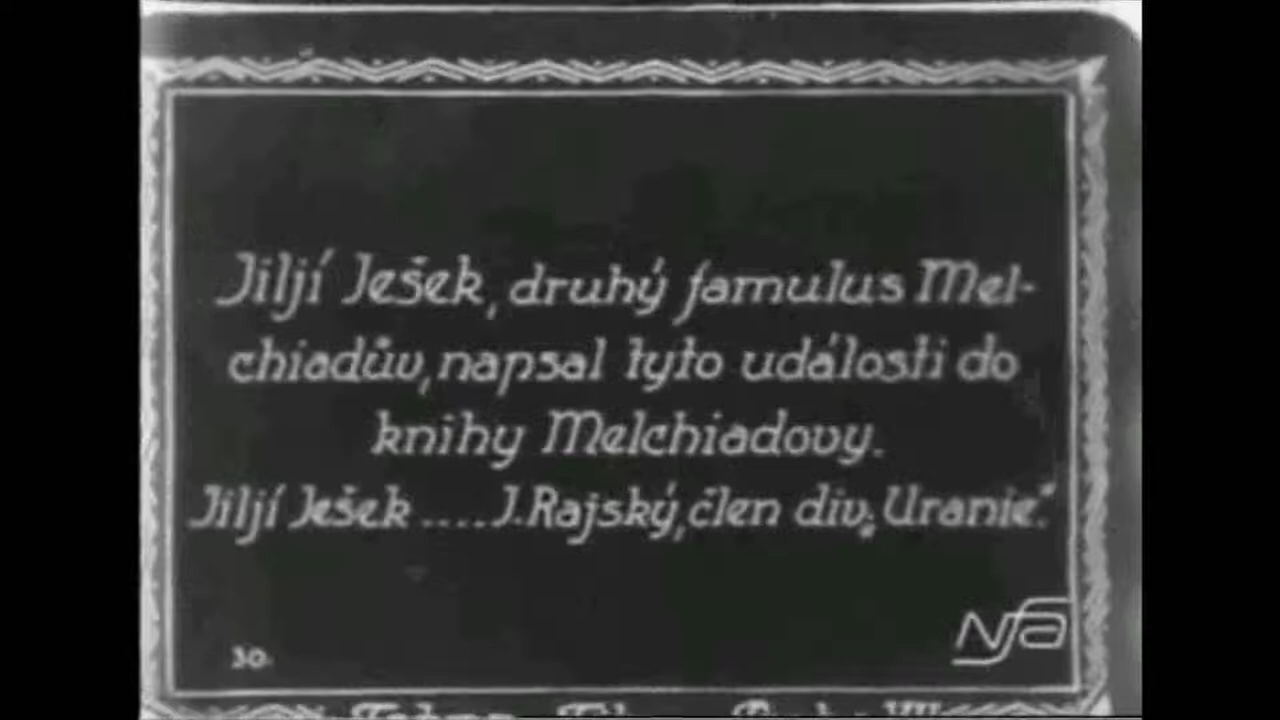 Jiljí Ješek, druhý famulus Mel-
chiadův, napsal tyto události do
knihy Melchiadovy.
Jiljí Ješek .... J. Rajský, člen div. „Uranie“.
30.
nfa